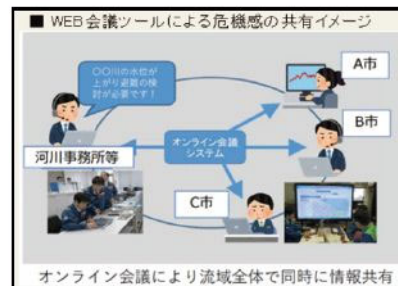 ■ WEB会議ツールによる危機感の共有イメージ
〇〇川の水位が
上がり避難の検
討が必要です！
A市
B市
オンライン会議
システム
河川事務所等
C市
オンライン会議により流域全体で同時に情報共有